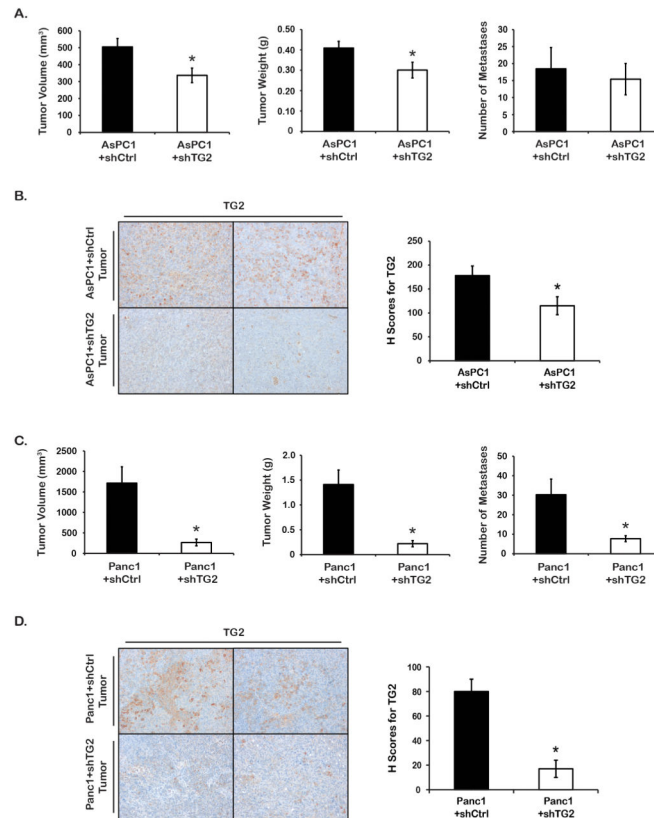 A.
Tumor Volume (mm³)
600
500
400
300
200
100
0
*
AsPC1
+shCtrl
AsPC1
+shTG2
Tumor Weight (g)
0.50
0.40
0.30
0.20
0.10
0
*
AsPC1
+shCtrl
AsPC1
+shTG2
Number of Metastases
30
25
20
15
10
5
0
AsPC1
+shCtrl
AsPC1
+shTG2
B.
TG2
AsPC1+shCtrl
Tumor
AsPC1+shTG2
Tumor
H Scores for TG2
250
200
150
100
50
0
*
AsPC1
+shCtrl
AsPC1
+shTG2
C.
Tumor Volume (mm³)
2500
2000
1500
1000
500
0
*
Panc1
+shCtrl
Panc1
+shTG2
Tumor Weight (g)
2.0
1.5
1.0
0.5
0
*
Panc1
+shCtrl
Panc1
+shTG2
Number of Metastases
50
40
30
20
10
0
*
Panc1
+shCtrl
Panc1
+shTG2
D.
TG2
Panc1+shCtrl
Tumor
Panc1+shTG2
Tumor
H Scores for TG2
100
80
60
40
20
0
*
Panc1
+shCtrl
Panc1
+shTG2